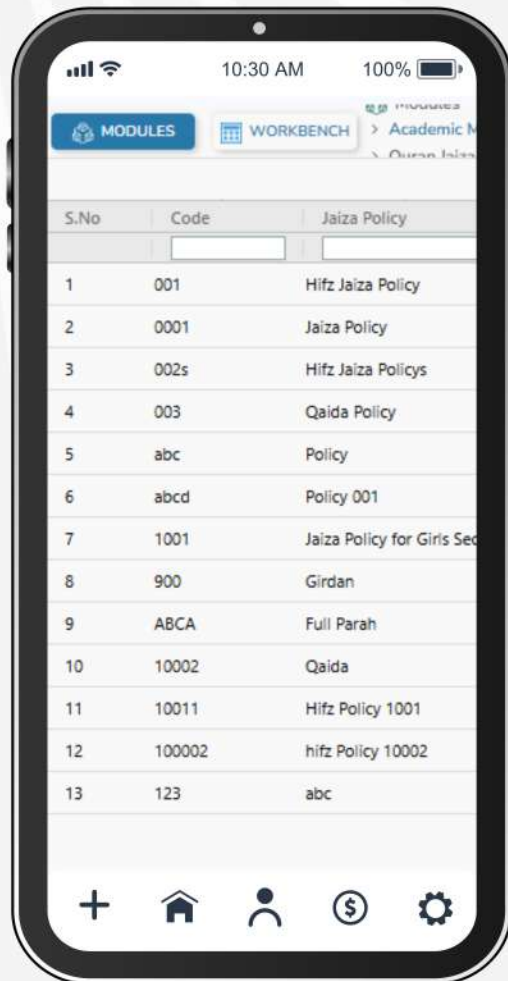 10:30 AM 100%
Modules
MODULES WORKBENCH > Academic M
> Quran Jaiza
S.No Code Jaiza Policy
1 001 Hifz Jaiza Policy
2 0001 Jaiza Policy
3 002s Hifz Jaiza Policys
4 003 Qaida Policy
5 abc Policy
6 abcd Policy 001
7 1001 Jaiza Policy for Girls Sec
8 900 Girdan
9 ABCA Full Parah
10 10002 Qaida
11 10011 Hifz Policy 1001
12 100002 hifz Policy 10002
13 123 abc